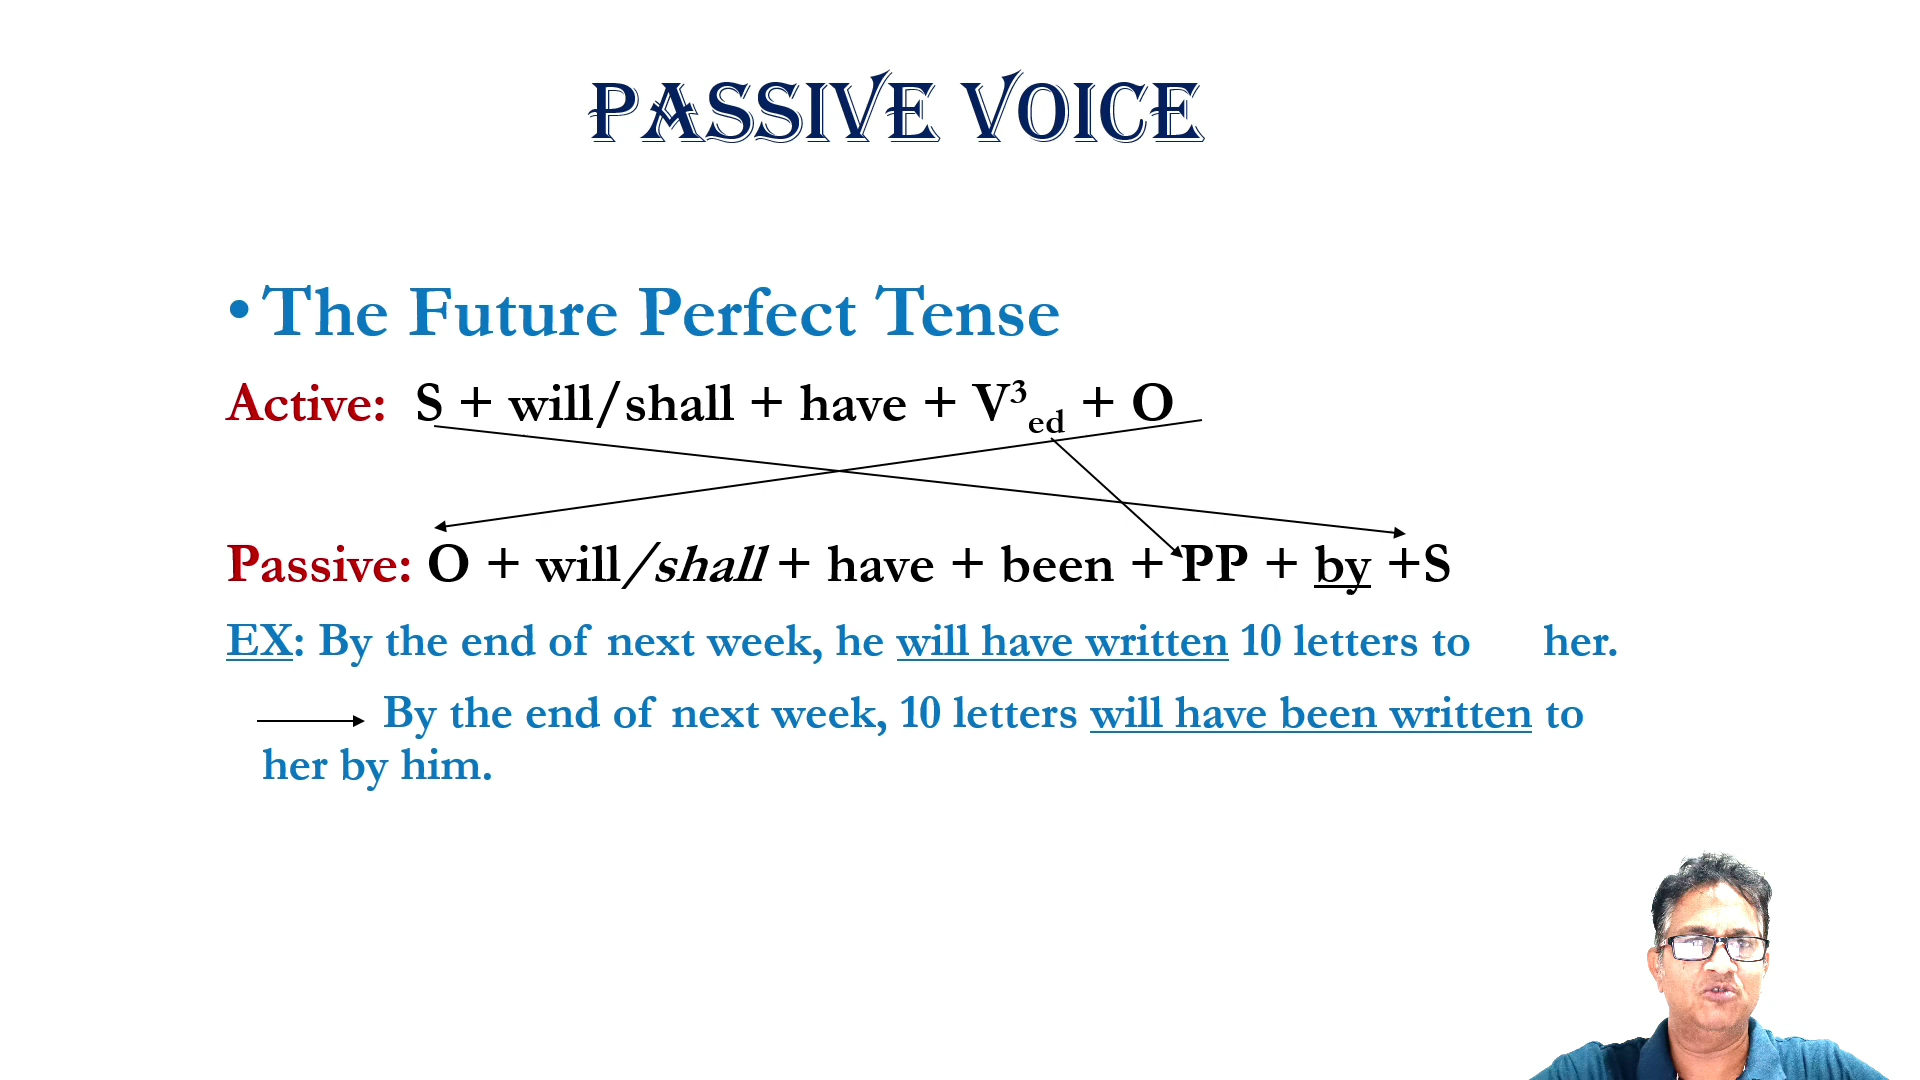 PASSIVE VOICE
• The Future Perfect Tense
Active: S + will/shall + have + V³ed + O
Passive: O + will/shall + have + been + PP + by +S
EX: By the end of next week, he will have written 10 letters to her.
By the end of next week, 10 letters will have been written to
her by him.